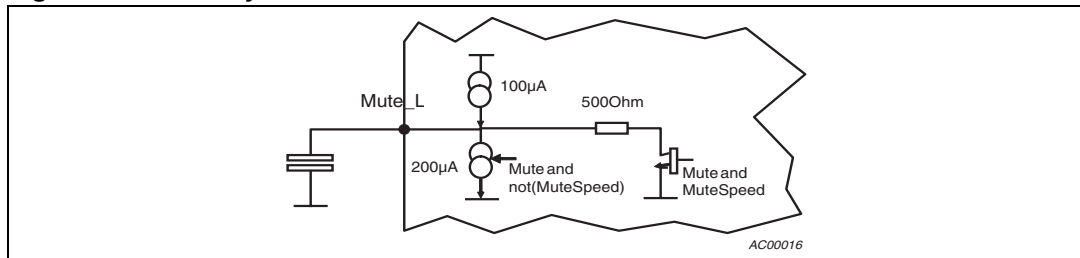 100µA
Mute_L
500Ohm
200µA
Mute and
not(MuteSpeed)
Mute and
MuteSpeed
AC00016